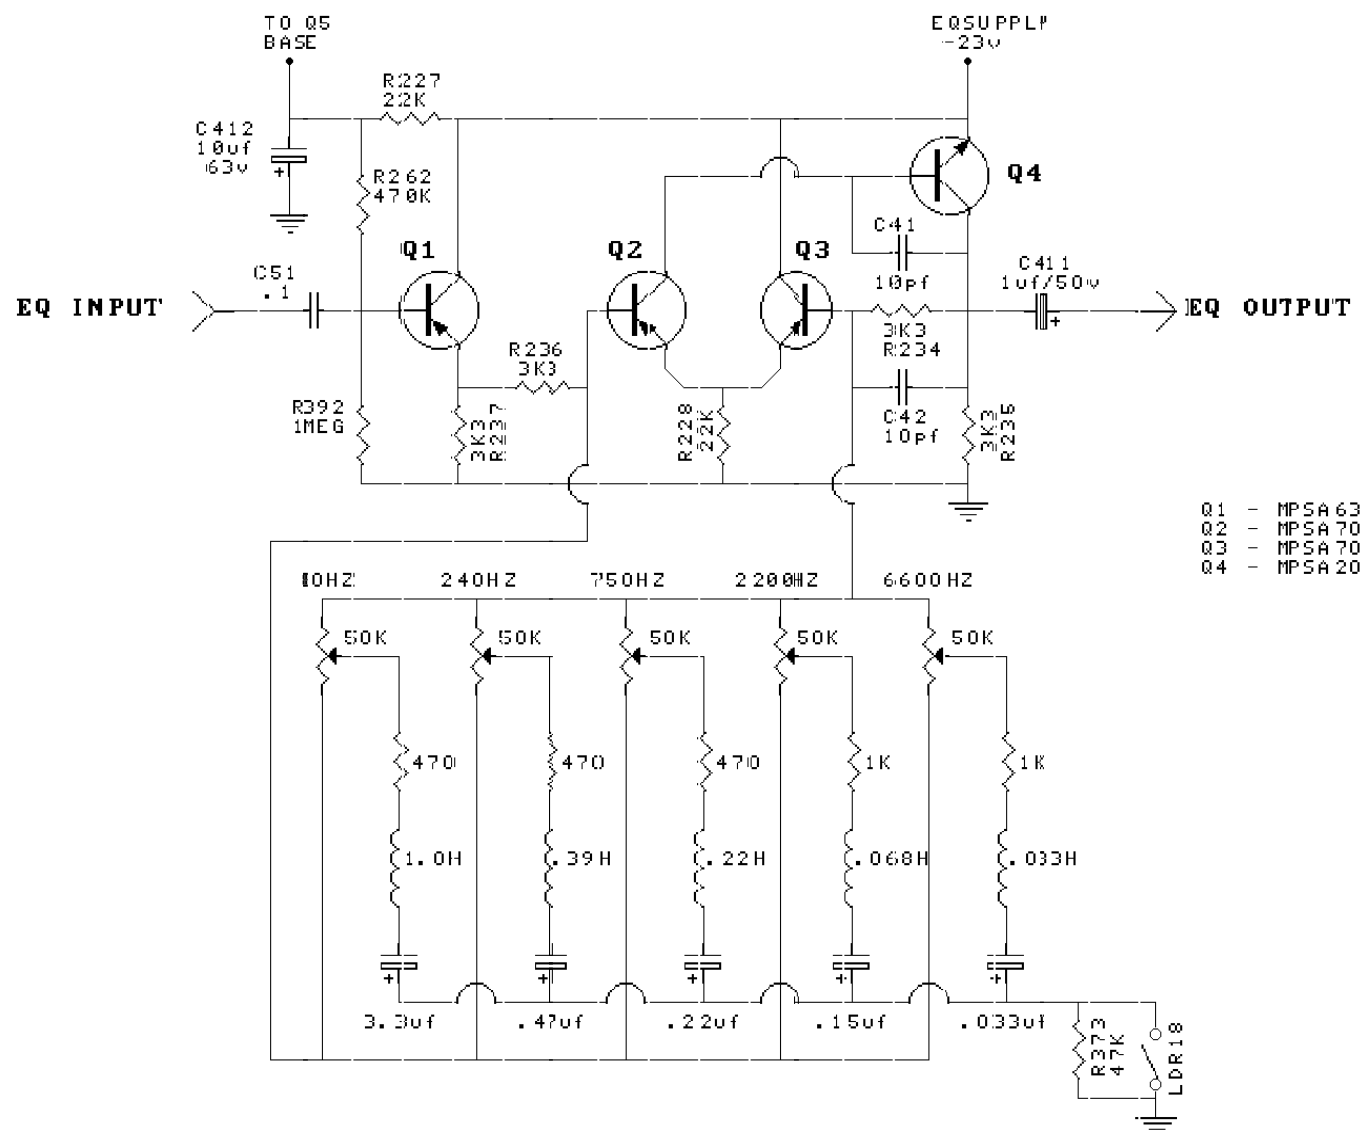 TO Q5
BASE
EQSUPPLY
-23v
R227
22K
C412
10uf
63v
R262
470K
Q4
C41
10pf
Q1
Q2
Q3
C51
.1
C411
1uf/50v
EQ INPUT
EQ OUTPUT
3K3
R234
R236
3K3
R392
1MEG
3K3
R237
R228
22K
C42
10pf
3K3
R235
Q1 - MPSA63
Q2 - MPSA70
Q3 - MPSA70
Q4 - MPSA20
240HZ
750HZ
2200HZ
6600HZ
50K
50K
50K
50K
50K
470
470
470
1K
1K
1.0H
.39H
.22H
.068H
.033H
3.3uf
.47uf
.22uf
.15uf
.033uf
R373
47K
LDR18